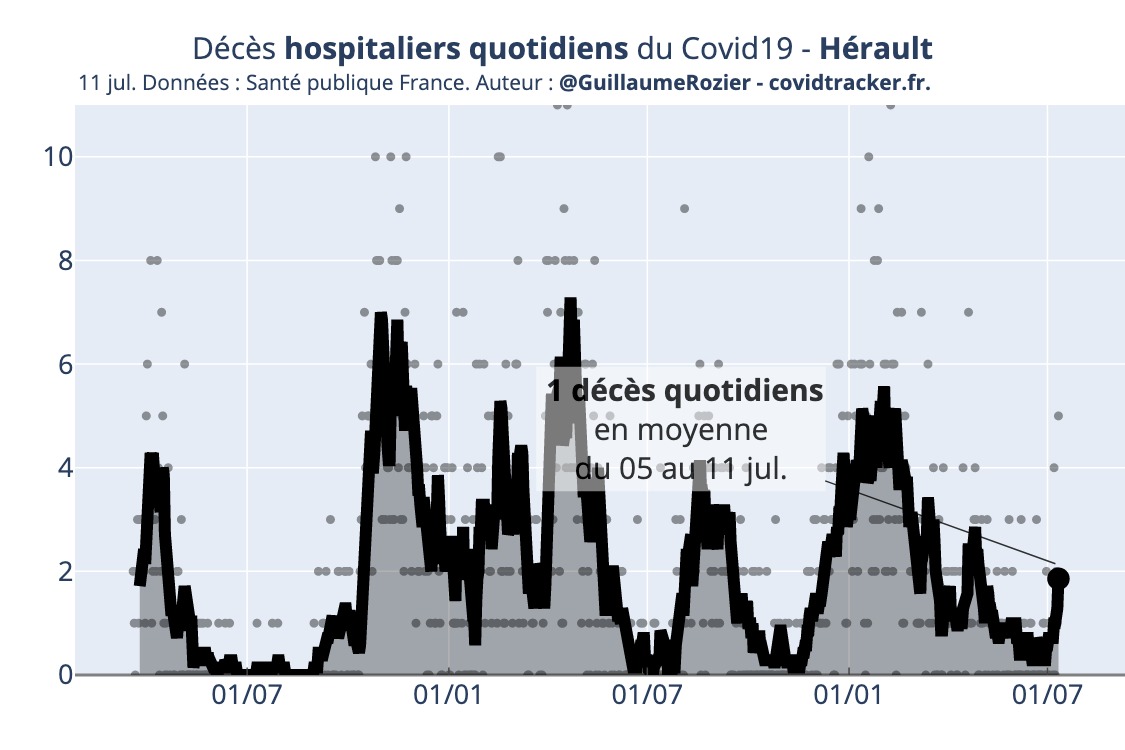 Décès hospitaliers quotidiens du Covid19 - Hérault
11 jul. Données : Santé publique France. Auteur : @GuillaumeRozier - covidtracker.fr.
10
8
6
1 décès quotidiens
en moyenne
du 05 au 11 jul.
4
2
0
01/07
01/01
01/07
01/01
01/07